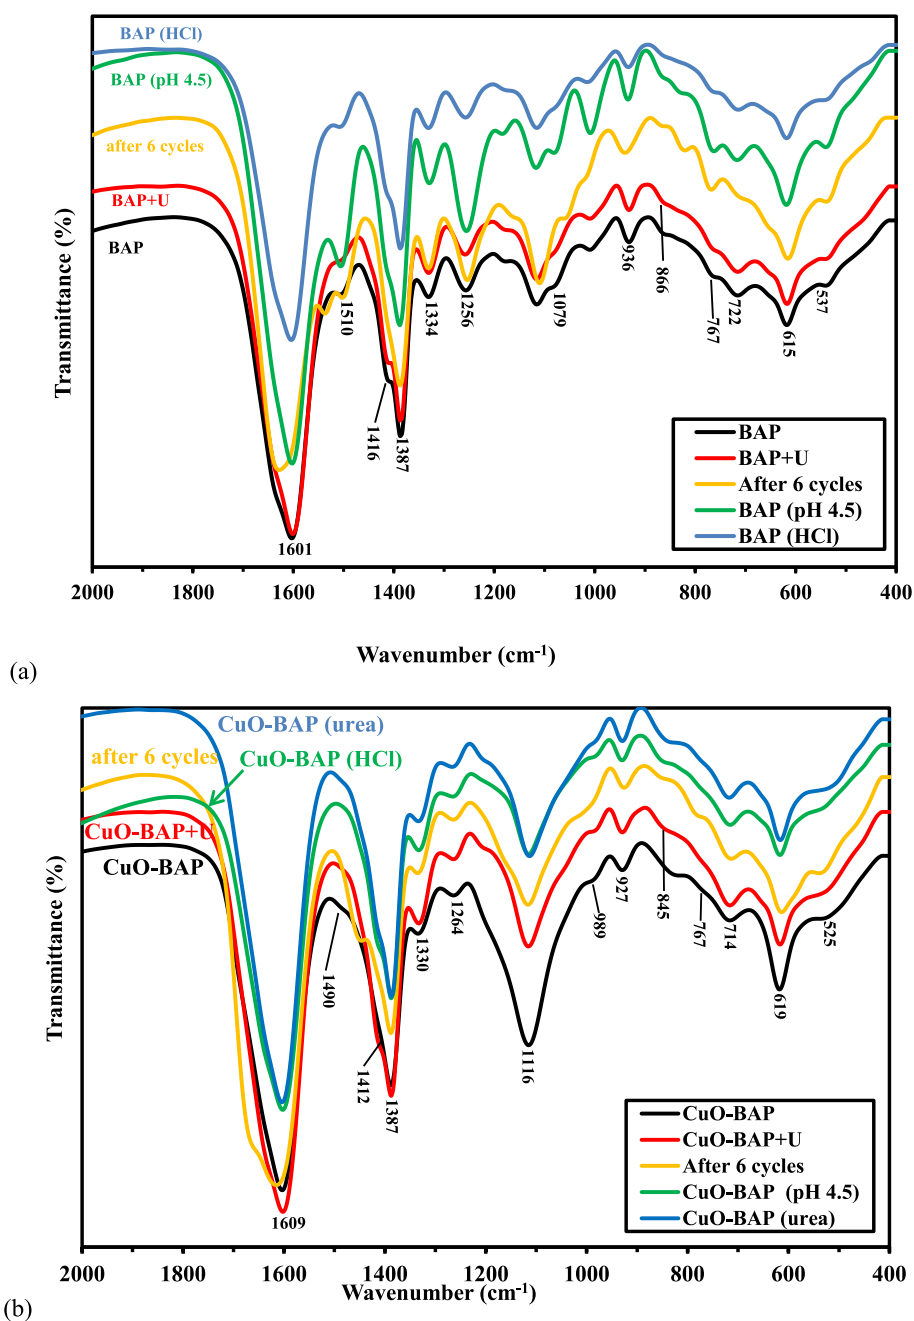 BAP (HCl)
BAP (pH 4.5)
after 6 cycles
BAP+U
BAP
Transmittance (%)
1601
1510
1416
1387
1334
1256
1079
936
866
767
722
615
537
BAP
BAP+U
After 6 cycles
BAP (pH 4.5)
BAP (HCl)
2000 1800 1600 1400 1200 1000 800 600 400
Wavenumber (cm⁻¹)
(a)
CuO-BAP (urea)
after 6 cycles
CuO-BAP (HCl)
CuO-BAP+U
CuO-BAP
Transmittance (%)
1609
1490
1412
1387
1330
1264
1116
989
927
845
767
714
619
525
CuO-BAP
CuO-BAP+U
After 6 cycles
CuO-BAP (pH 4.5)
CuO-BAP (urea)
2000 1800 1600 1400 1200 1000 800 600 400
Wavenumber (cm⁻¹)
(b)